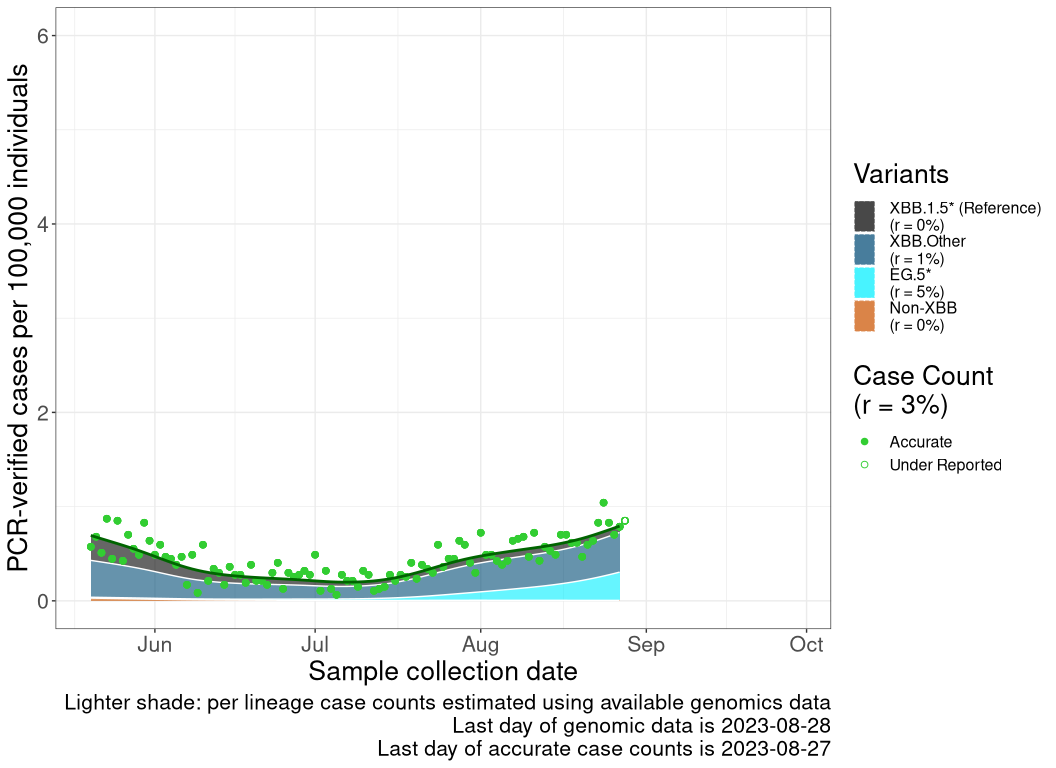 PCR-verified cases per 100,000 individuals
6
4
2
0
Jun Jul Aug Sep Oct
Sample collection date
Lighter shade: per lineage case counts estimated using available genomics data
Last day of genomic data is 2023-08-28
Last day of accurate case counts is 2023-08-27
Variants
XBB.1.5* (Reference)
(r = 0%)
XBB.Other
(r = 1%)
EG.5*
(r = 5%)
Non-XBB
(r = 0%)
Case Count
(r = 3%)
Accurate
Under Reported